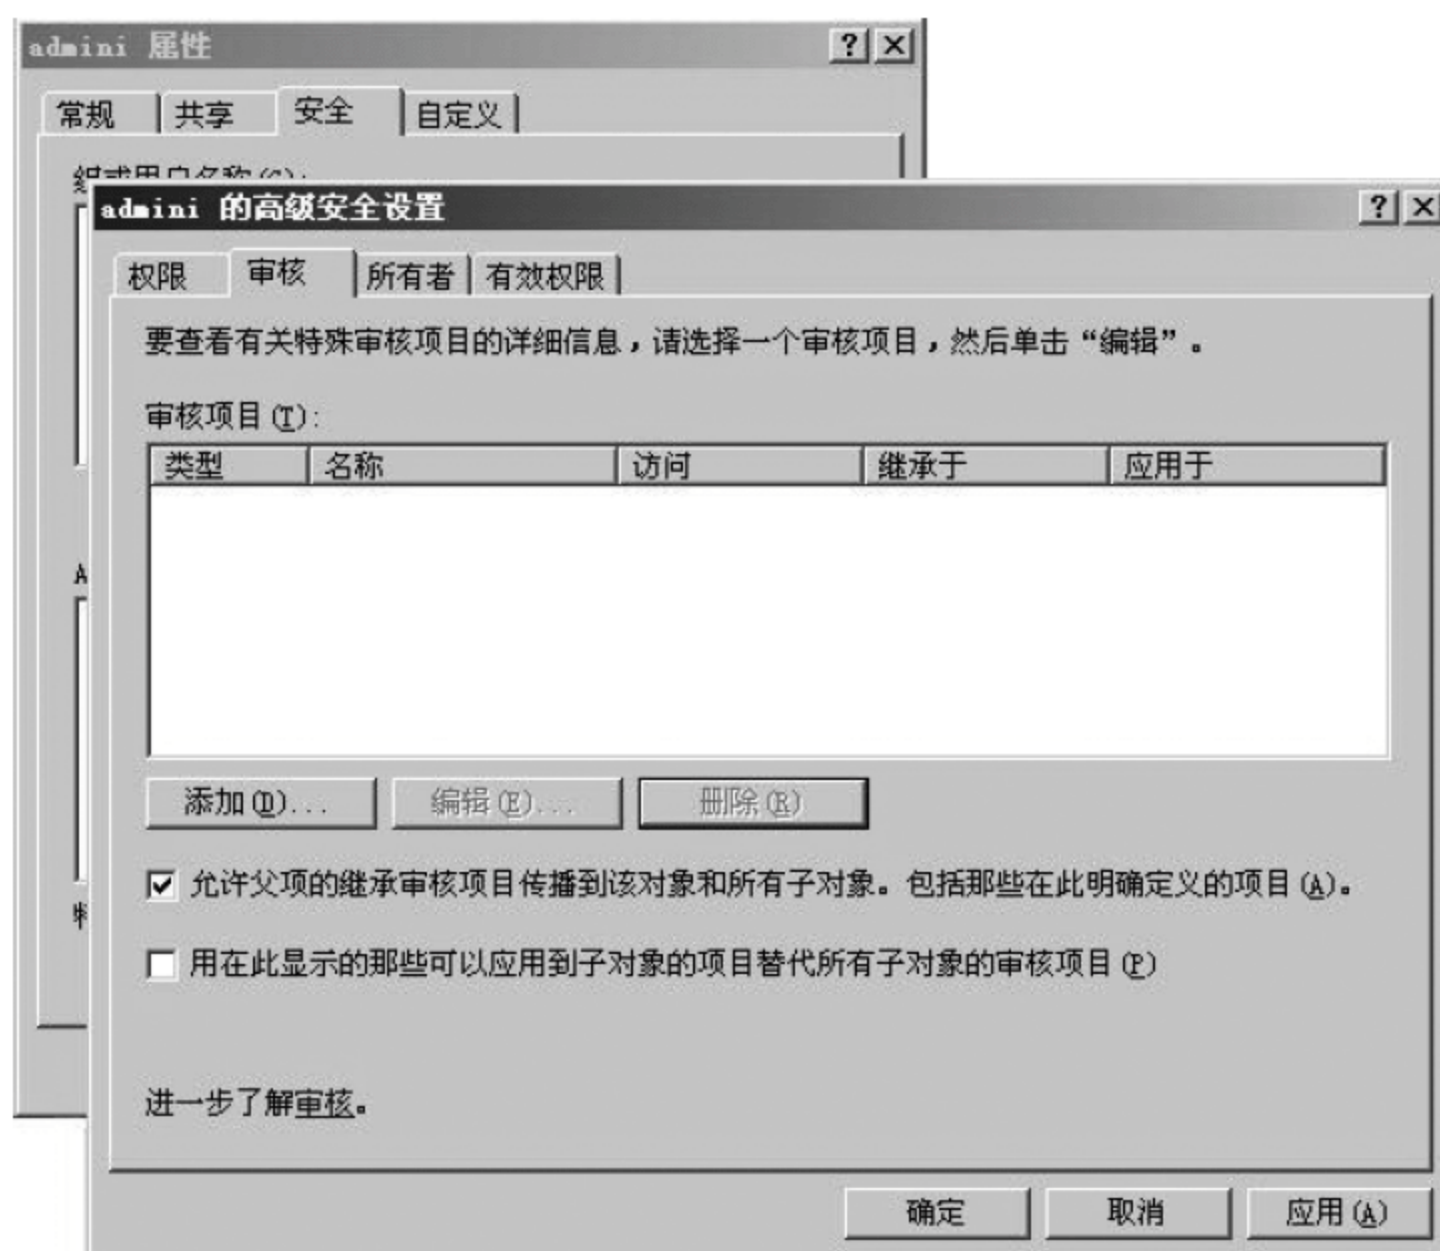 admini 属性
常规 共享 安全 自定义
组或用户名称(G):
admini 的高级安全设置
权限 审核 所有者 有效权限
要查看有关特殊审核项目的详细信息，请选择一个审核项目，然后单击“编辑”。
审核项目(T):
类型 名称 访问 继承于 应用于
A
添加(D)... 编辑(E)... 删除(R)
允许父项的继承审核项目传播到该对象和所有子对象。包括那些在此明确定义的项目(A)。
用在此显示的那些可以应用到子对象的项目替代所有子对象的审核项目(P)
进一步了解审核。
确定 取消 应用(A)